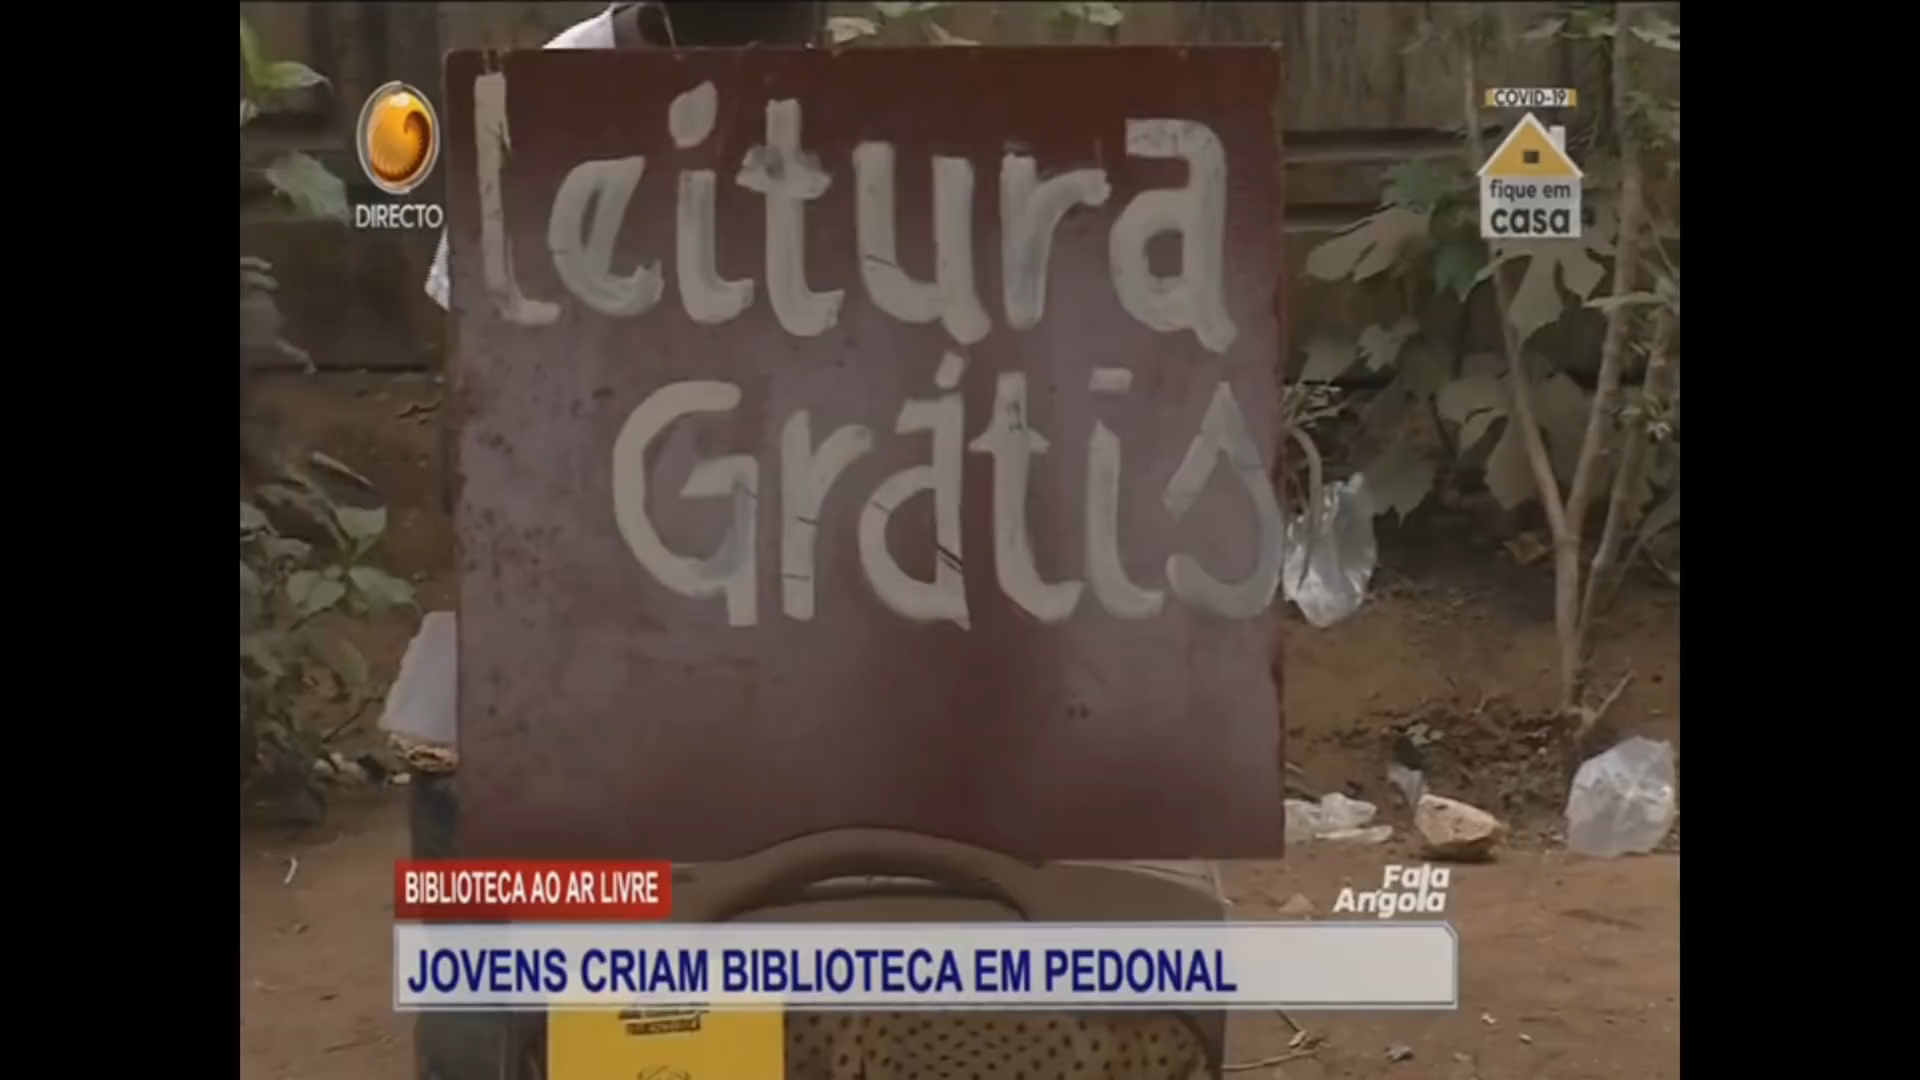 Leitura
Grátis
DIRECTO
COVID-19
fique em
casa
BIBLIOTECA AO AR LIVRE
Fala
Angola
JOVENS CRIAM BIBLIOTECA EM PEDONAL